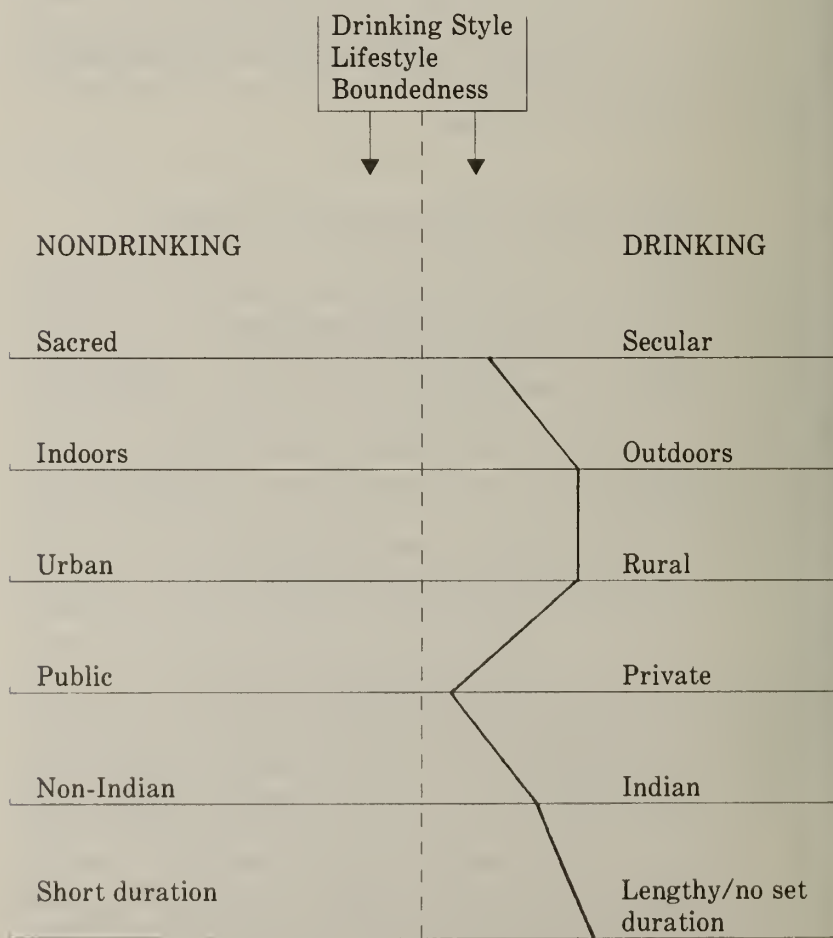 Drinking Style
Lifestyle
Boundedness
NONDRINKING DRINKING
Sacred Secular
Indoors Outdoors
Urban Rural
Public Private
Non-Indian Indian
Short duration Lengthy/no set
duration